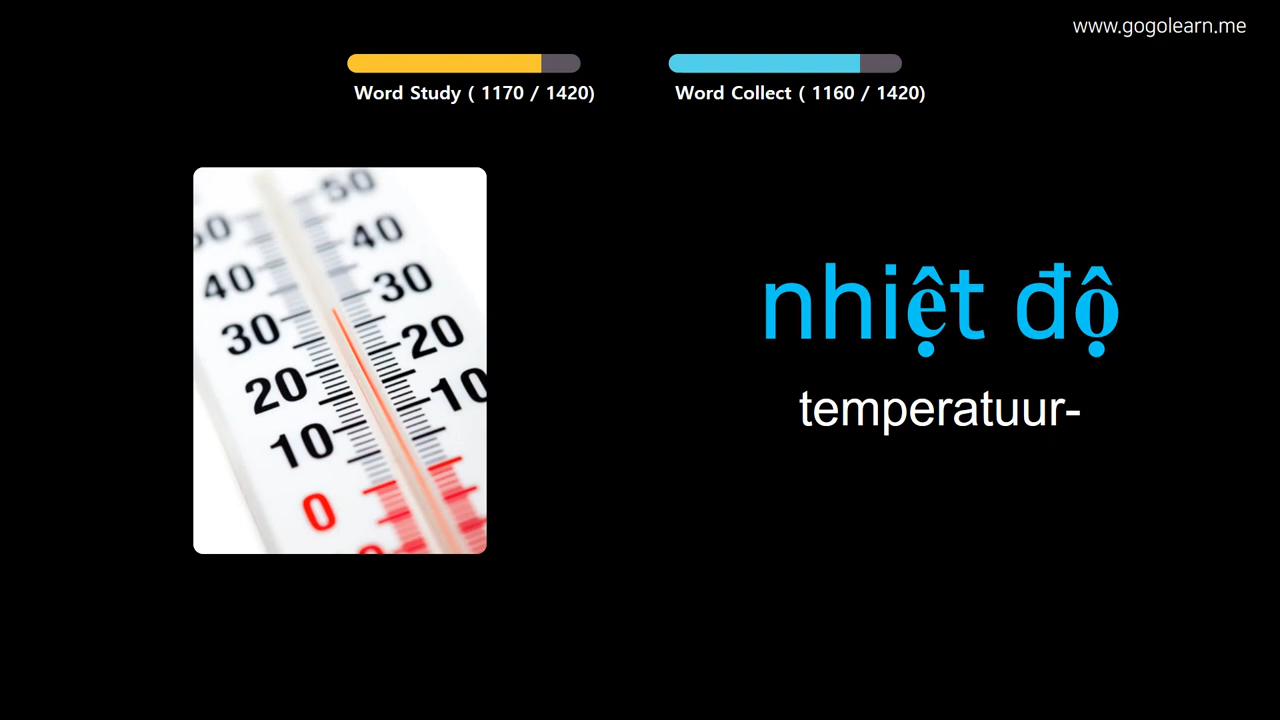 www.gogolearn.me
Word Study ( 1170 / 1420)
Word Collect ( 1160 / 1420)
50
50
40
40
30
30
20
20
10
10
0
nhiệt độ
temperatuur-